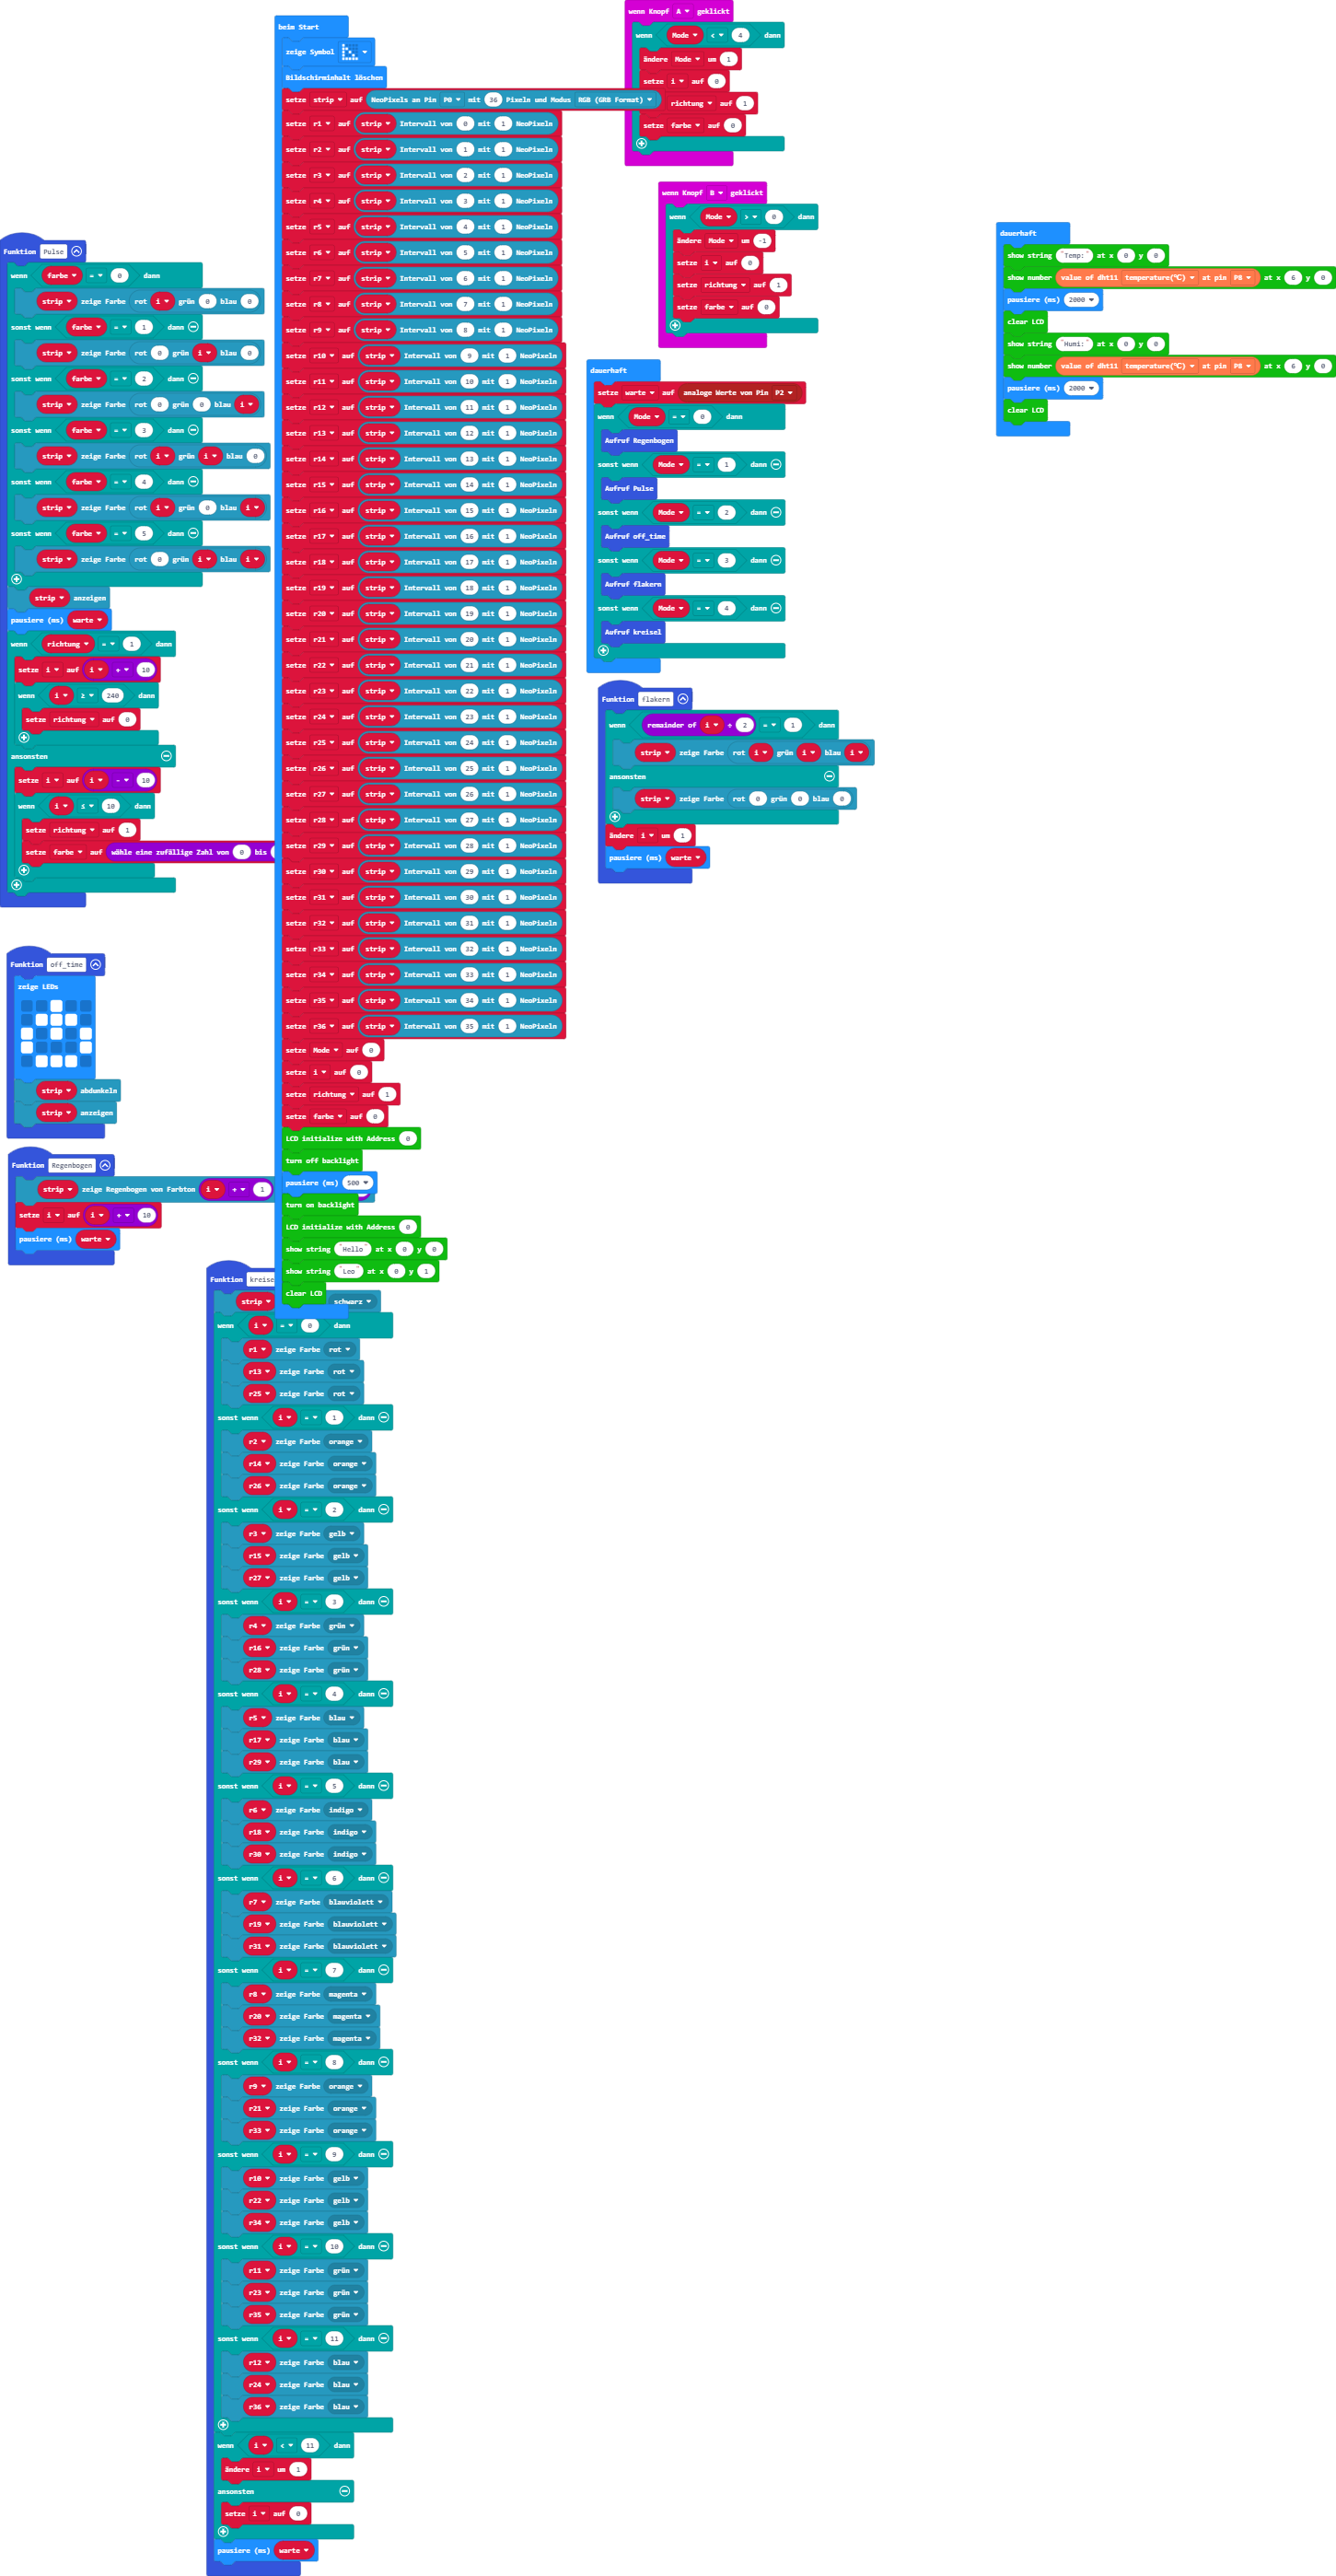 Funktion Pulse
wenn farbe = 0 dann
strip zeige Farbe rot i grün 0 blau 0
sonst wenn farbe = 1 dann
strip zeige Farbe rot 0 grün i blau 0
sonst wenn farbe = 2 dann
strip zeige Farbe rot 0 grün 0 blau i
sonst wenn farbe = 3 dann
strip zeige Farbe rot i grün i blau 0
sonst wenn farbe = 4 dann
strip zeige Farbe rot i grün 0 blau i
sonst wenn farbe = 5 dann
strip zeige Farbe rot 0 grün i blau i
strip anzeigen
pausiere (ms) warte
wenn richtung = 1 dann
setze i auf i + 10
wenn i ≥ 240 dann
setze richtung auf 0
ansonsten
setze i auf i - 10
wenn i ≤ 10 dann
setze richtung auf 1
setze farbe auf wähle eine zufällige Zahl von 0 bis
Funktion off_time
zeige LEDs
strip abdunkeln
strip anzeigen
Funktion Regenbogen
strip zeige Regenbogen von Farbton i + 1
setze i auf i + 10
pausiere (ms) warte
beim Start
zeige Symbol
Bildschirminhalt löschen
setze strip auf NeoPixels an Pin P0 mit 36 Pixeln und Modus RGB (GRB Format)
setze r1 auf strip Intervall von 0 mit 1 NeoPixeln
setze r2 auf strip Intervall von 1 mit 1 NeoPixeln
setze r3 auf strip Intervall von 2 mit 1 NeoPixeln
setze r4 auf strip Intervall von 3 mit 1 NeoPixeln
setze r5 auf strip Intervall von 4 mit 1 NeoPixeln
setze r6 auf strip Intervall von 5 mit 1 NeoPixeln
setze r7 auf strip Intervall von 6 mit 1 NeoPixeln
setze r8 auf strip Intervall von 7 mit 1 NeoPixeln
setze r9 auf strip Intervall von 8 mit 1 NeoPixeln
setze r10 auf strip Intervall von 9 mit 1 NeoPixeln
setze r11 auf strip Intervall von 10 mit 1 NeoPixeln
setze r12 auf strip Intervall von 11 mit 1 NeoPixeln
setze r13 auf strip Intervall von 12 mit 1 NeoPixeln
setze r14 auf strip Intervall von 13 mit 1 NeoPixeln
setze r15 auf strip Intervall von 14 mit 1 NeoPixeln
setze r16 auf strip Intervall von 15 mit 1 NeoPixeln
setze r17 auf strip Intervall von 16 mit 1 NeoPixeln
setze r18 auf strip Intervall von 17 mit 1 NeoPixeln
setze r19 auf strip Intervall von 18 mit 1 NeoPixeln
setze r20 auf strip Intervall von 19 mit 1 NeoPixeln
setze r21 auf strip Intervall von 20 mit 1 NeoPixeln
setze r22 auf strip Intervall von 21 mit 1 NeoPixeln
setze r23 auf strip Intervall von 22 mit 1 NeoPixeln
setze r24 auf strip Intervall von 23 mit 1 NeoPixeln
setze r25 auf strip Intervall von 24 mit 1 NeoPixeln
setze r26 auf strip Intervall von 25 mit 1 NeoPixeln
setze r27 auf strip Intervall von 26 mit 1 NeoPixeln
setze r28 auf strip Intervall von 27 mit 1 NeoPixeln
setze r29 auf strip Intervall von 28 mit 1 NeoPixeln
setze r30 auf strip Intervall von 29 mit 1 NeoPixeln
setze r31 auf strip Intervall von 30 mit 1 NeoPixeln
setze r32 auf strip Intervall von 31 mit 1 NeoPixeln
setze r33 auf strip Intervall von 32 mit 1 NeoPixeln
setze r34 auf strip Intervall von 33 mit 1 NeoPixeln
setze r35 auf strip Intervall von 34 mit 1 NeoPixeln
setze r36 auf strip Intervall von 35 mit 1 NeoPixeln
setze Mode auf 0
setze i auf 0
setze richtung auf 1
setze farbe auf 0
LCD initialize with Address 0
turn off backlight
pausiere (ms) 500
turn on backlight
LCD initialize with Address 0
show string "Hello" at x 0 y 0
show string "Leo" at x 0 y 1
clear LCD
Funktion kreise
strip schwarz
wenn i = 0 dann
r1 zeige Farbe rot
r13 zeige Farbe rot
r25 zeige Farbe rot
sonst wenn i = 1 dann
r2 zeige Farbe orange
r14 zeige Farbe orange
r26 zeige Farbe orange
sonst wenn i = 2 dann
r3 zeige Farbe gelb
r15 zeige Farbe gelb
r27 zeige Farbe gelb
sonst wenn i = 3 dann
r4 zeige Farbe grün
r16 zeige Farbe grün
r28 zeige Farbe grün
sonst wenn i = 4 dann
r5 zeige Farbe blau
r17 zeige Farbe blau
r29 zeige Farbe blau
sonst wenn i = 5 dann
r6 zeige Farbe indigo
r18 zeige Farbe indigo
r30 zeige Farbe indigo
sonst wenn i = 6 dann
r7 zeige Farbe blauviolett
r19 zeige Farbe blauviolett
r31 zeige Farbe blauviolett
sonst wenn i = 7 dann
r8 zeige Farbe magenta
r20 zeige Farbe magenta
r32 zeige Farbe magenta
sonst wenn i = 8 dann
r9 zeige Farbe orange
r21 zeige Farbe orange
r33 zeige Farbe orange
sonst wenn i = 9 dann
r10 zeige Farbe gelb
r22 zeige Farbe gelb
r34 zeige Farbe gelb
sonst wenn i = 10 dann
r11 zeige Farbe grün
r23 zeige Farbe grün
r35 zeige Farbe grün
sonst wenn i = 11 dann
r12 zeige Farbe blau
r24 zeige Farbe blau
r36 zeige Farbe blau
wenn i < 11 dann
ändere i um 1
ansonsten
setze i auf 0
pausiere (ms) warte
wenn Knopf A geklickt
wenn Mode < 4 dann
ändere Mode um 1
setze i auf 0
richtung auf 1
setze farbe auf 0
wenn Knopf B geklickt
wenn Mode > 0 dann
ändere Mode um -1
setze i auf 0
setze richtung auf 1
setze farbe auf 0
dauerhaft
setze warte auf analoge Werte von Pin P2
wenn Mode = 0 dann
Aufruf Regenbogen
sonst wenn Mode = 1 dann
Aufruf Pulse
sonst wenn Mode = 2 dann
Aufruf off_time
sonst wenn Mode = 3 dann
Aufruf flakern
sonst wenn Mode = 4 dann
Aufruf kreisel
Funktion flakern
wenn remainder of i ÷ 2 = 1 dann
strip zeige Farbe rot i grün i blau i
ansonsten
strip zeige Farbe rot 0 grün 0 blau 0
ändere i um 1
pausiere (ms) warte
dauerhaft
show string "Temp:" at x 0 y 0
show number value of dht11 temperature(℃) at pin P8 at x 6 y 0
pausiere (ms) 2000
clear LCD
show string "Humi:" at x 0 y 0
show number value of dht11 temperature(℃) at pin P8 at x 6 y 0
pausiere (ms) 2000
clear LCD